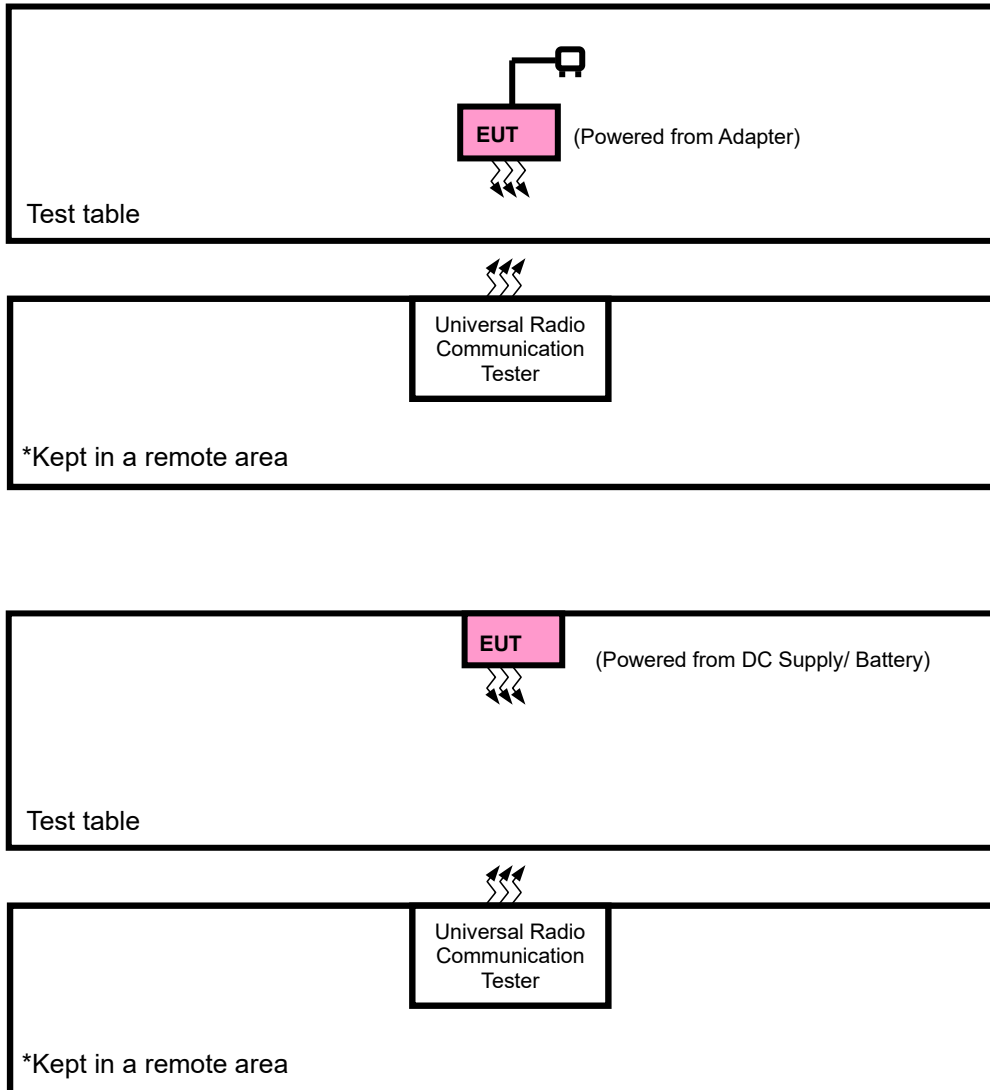 EUT
(Powered from Adapter)
Test table
Universal Radio
Communication
Tester
*Kept in a remote area
EUT
(Powered from DC Supply/ Battery)
Test table
Universal Radio
Communication
Tester
*Kept in a remote area